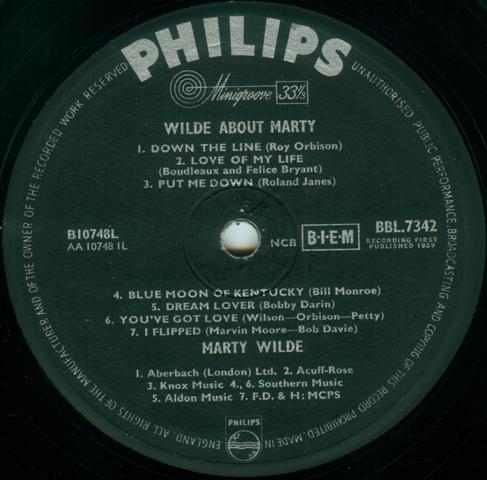 PHILIPS
Minigroove 33⅓
WILDE ABOUT MARTY
1. DOWN THE LINE (Roy Orbison)
2. LOVE OF MY LIFE
(Boudleaux and Felice Bryant)
3. PUT ME DOWN (Roland Janes)
B10748L
AA 10748 1L
NCB
B·I·E·M
BBL.7342
RECORDING FIRST
PUBLISHED 1959
4. BLUE MOON OF KENTUCKY (Bill Monroe)
5. DREAM LOVER (Bobby Darin)
6. YOU'VE GOT LOVE (Wilson—Orbison—Petty)
7. I FLIPPED (Marvin Moore—Bob Davie)
MARTY WILDE
1. Aberbach (London) Ltd. 2. Acuff-Rose
3. Knox Music 4., 6. Southern Music
5. Aldon Music 7. F.D. & H: MCPS
PHILIPS
ALL RIGHTS OF THE MANUFACTURER AND OF THE OWNER OF THE RECORDED WORK RESERVED
UNAUTHORISED PUBLIC PERFORMANCE, BROADCASTING AND COPYING OF THIS RECORD PROHIBITED. MADE IN ENGLAND.